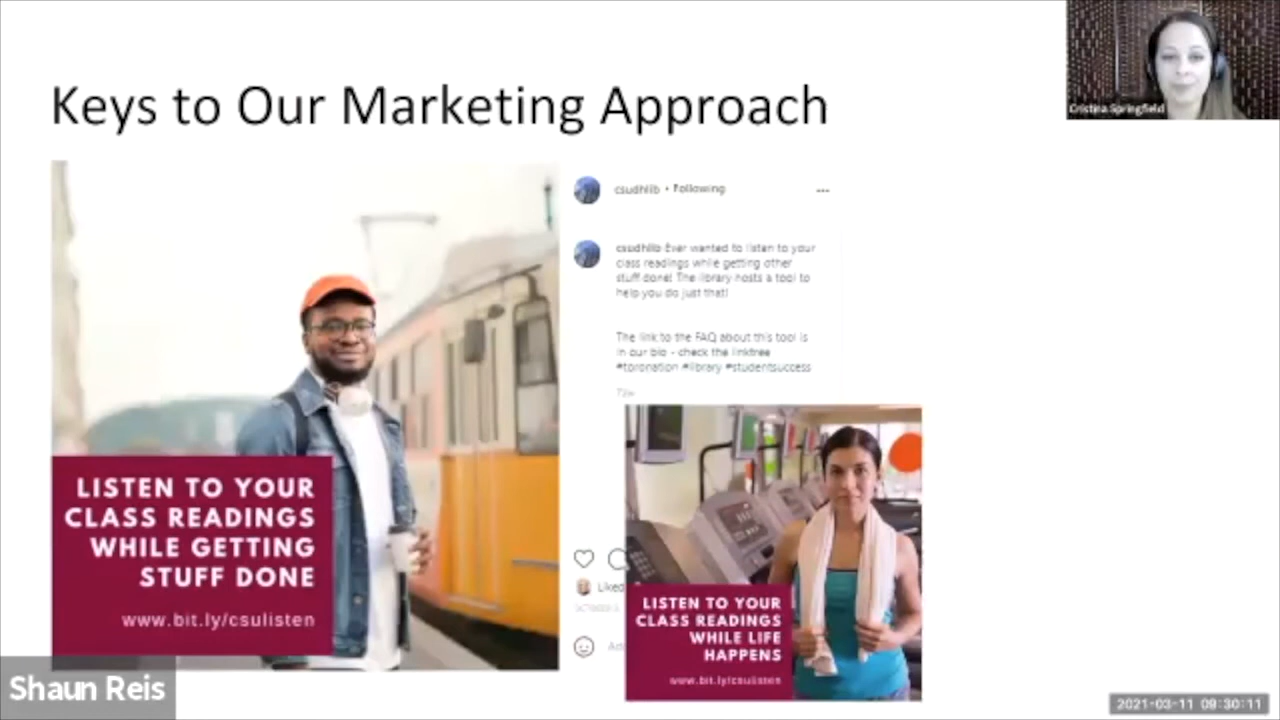 Keys to Our Marketing Approach
Cristina Springfield
csudhlib • Following
csudhlib Ever wanted to listen to your
class readings while getting other
stuff done! The library hosts a tool to
help you do just that!
The link to the FAQ about this tool is
in our bio - check the linktree
#toronation #library #studentsuccess
72w
LISTEN TO YOUR
CLASS READINGS
WHILE GETTING
STUFF DONE
www.bit.ly/csulisten
Liked
LISTEN TO YOUR
CLASS READINGS
WHILE LIFE
HAPPENS
www.bit.ly/csulisten
Shaun Reis
2021-03-11 09:30:11